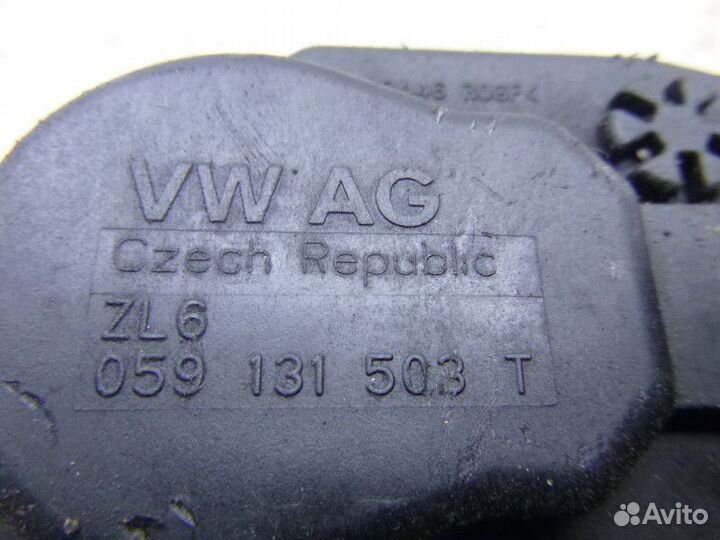 VW AG
Czech Republic
ZL6
059 131 503 T
Avito